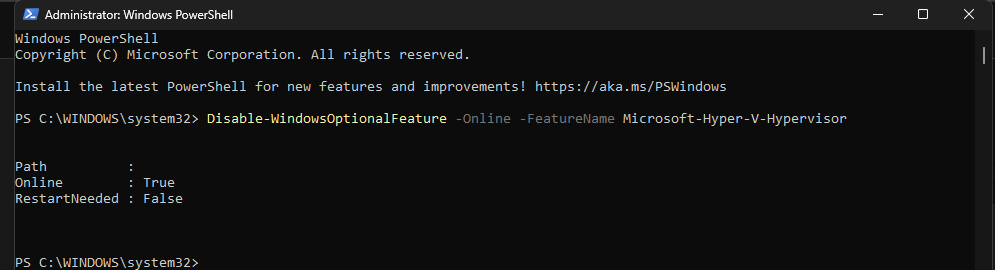 Administrator: Windows PowerShell
Windows PowerShell
Copyright (C) Microsoft Corporation. All rights reserved.
Install the latest PowerShell for new features and improvements! https://aka.ms/PSWindows
PS C:\WINDOWS\system32> Disable-WindowsOptionalFeature -Online -FeatureName Microsoft-Hyper-V-Hypervisor
Path          :
Online        : True
RestartNeeded : False
PS C:\WINDOWS\system32>